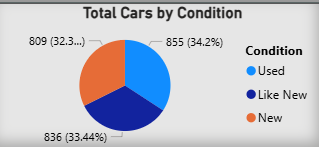 Total Cars by Condition
809 (32.3...)
855 (34.2%)
Condition
Used
Like New
New
836 (33.44%)